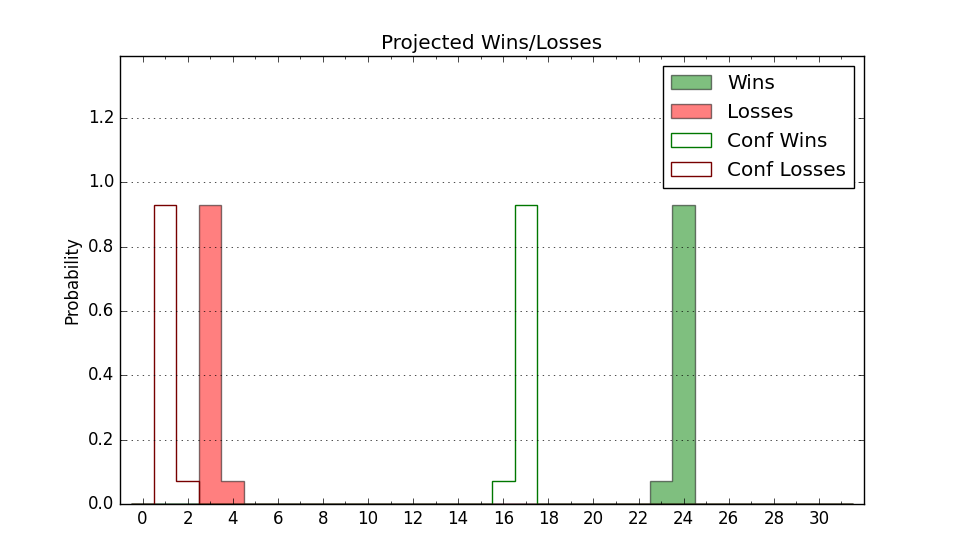 Projected Wins/Losses
Wins
Losses
Conf Wins
Conf Losses
Probability
1.2
1.0
0.8
0.6
0.4
0.2
0.0
0 2 4 6 8 10 12 14 16 18 20 22 24 26 28 30